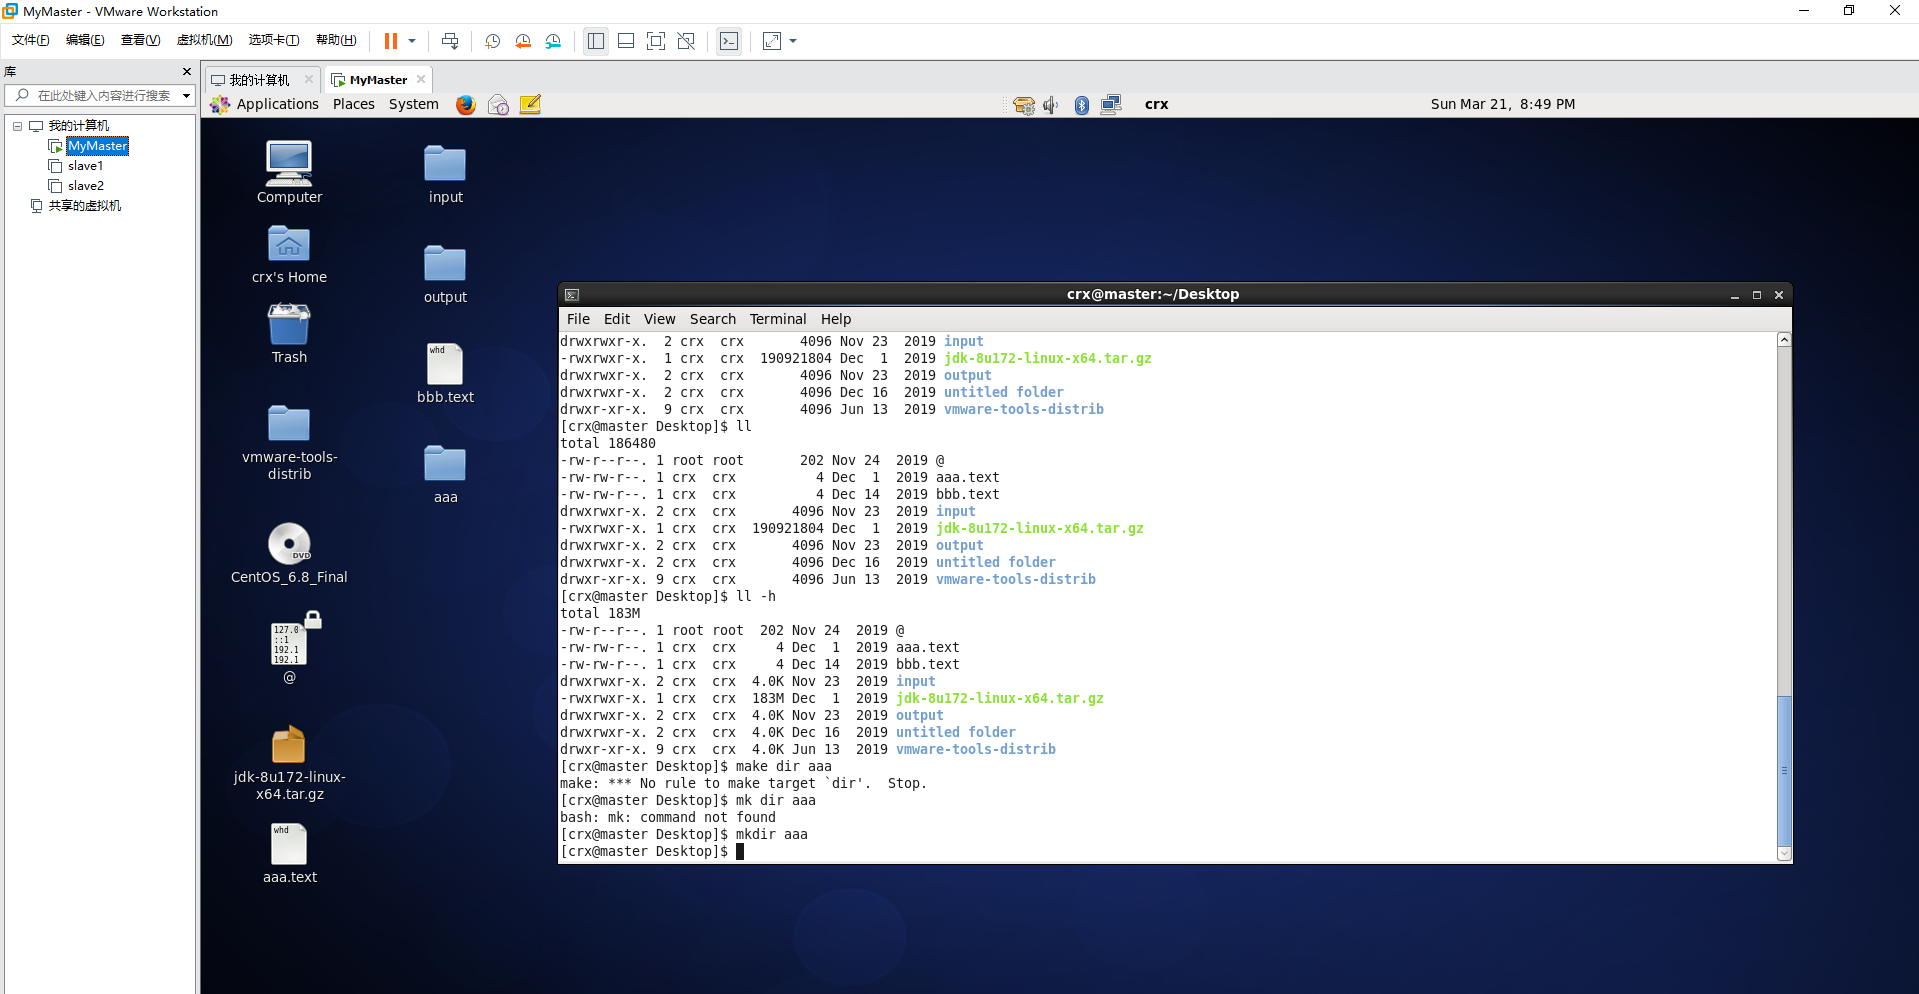 MyMaster - VMware Workstation
文件(F) 编辑(E) 查看(V) 虚拟机(M) 选项卡(T) 帮助(H)
库
在此处键入内容进行搜索
我的计算机
MyMaster
slave1
slave2
共享的虚拟机
我的计算机 MyMaster
Applications Places System crx Sun Mar 21, 8:49 PM
Computer
crx's Home
Trash
vmware-tools-
distrib
DVD
CentOS_6.8_Final
127.0
::1
192.1
192.1
@
jdk-8u172-linux-
x64.tar.gz
whd
aaa.text
input
output
whd
bbb.text
aaa
crx@master:~/Desktop
File Edit View Search Terminal Help
drwxrwxr-x.  2 crx  crx       4096 Nov 23  2019 input
-rwxrwxr-x.  1 crx  crx  190921804 Dec  1  2019 jdk-8u172-linux-x64.tar.gz
drwxrwxr-x.  2 crx  crx       4096 Nov 23  2019 output
drwxrwxr-x.  2 crx  crx       4096 Dec 16  2019 untitled folder
drwxr-xr-x.  9 crx  crx       4096 Jun 13  2019 vmware-tools-distrib
[crx@master Desktop]$ ll
total 186480
-rw-r--r--. 1 root root       202 Nov 24  2019 @
-rw-rw-r--. 1 crx  crx          4 Dec  1  2019 aaa.text
-rw-rw-r--. 1 crx  crx          4 Dec 14  2019 bbb.text
drwxrwxr-x. 2 crx  crx       4096 Nov 23  2019 input
-rwxrwxr-x. 1 crx  crx  190921804 Dec  1  2019 jdk-8u172-linux-x64.tar.gz
drwxrwxr-x. 2 crx  crx       4096 Nov 23  2019 output
drwxrwxr-x. 2 crx  crx       4096 Dec 16  2019 untitled folder
drwxr-xr-x. 9 crx  crx       4096 Jun 13  2019 vmware-tools-distrib
[crx@master Desktop]$ ll -h
total 183M
-rw-r--r--. 1 root root  202 Nov 24  2019 @
-rw-rw-r--. 1 crx  crx     4 Dec  1  2019 aaa.text
-rw-rw-r--. 1 crx  crx     4 Dec 14  2019 bbb.text
drwxrwxr-x. 2 crx  crx  4.0K Nov 23  2019 input
-rwxrwxr-x. 1 crx  crx  183M Dec  1  2019 jdk-8u172-linux-x64.tar.gz
drwxrwxr-x. 2 crx  crx  4.0K Nov 23  2019 output
drwxrwxr-x. 2 crx  crx  4.0K Dec 16  2019 untitled folder
drwxr-xr-x. 9 crx  crx  4.0K Jun 13  2019 vmware-tools-distrib
[crx@master Desktop]$ make dir aaa
make: *** No rule to make target `dir'.  Stop.
[crx@master Desktop]$ mk dir aaa
bash: mk: command not found
[crx@master Desktop]$ mkdir aaa
[crx@master Desktop]$